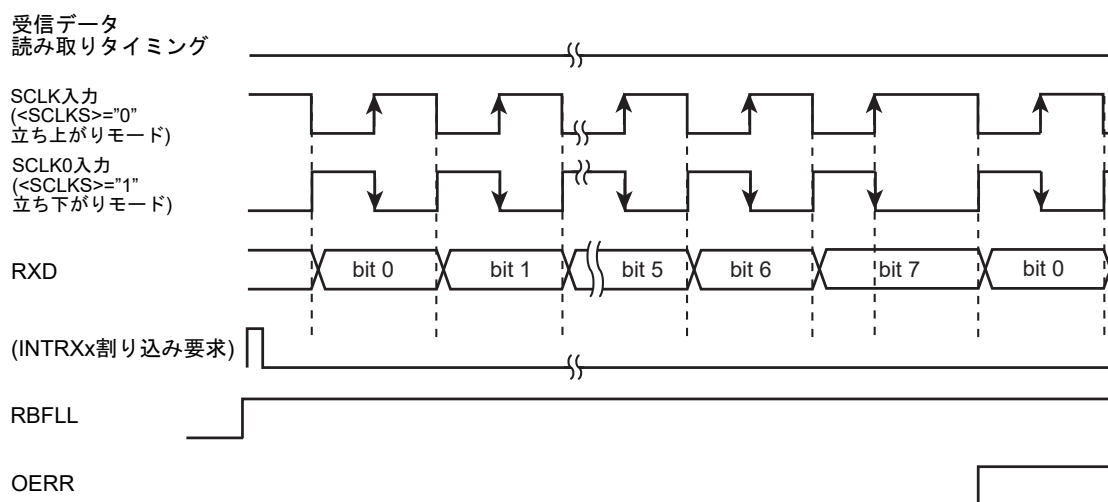 受信データ
読み取りタイミング
SCLK入力
(<SCLKS>="0"
立ち上がりモード)
SCLK0入力
(<SCLKS>="1"
立ち下がりモード)
RXD
bit 0
bit 1
bit 5
bit 6
bit 7
bit 0
(INTRXx割り込み要求)
RBFLL
OERR